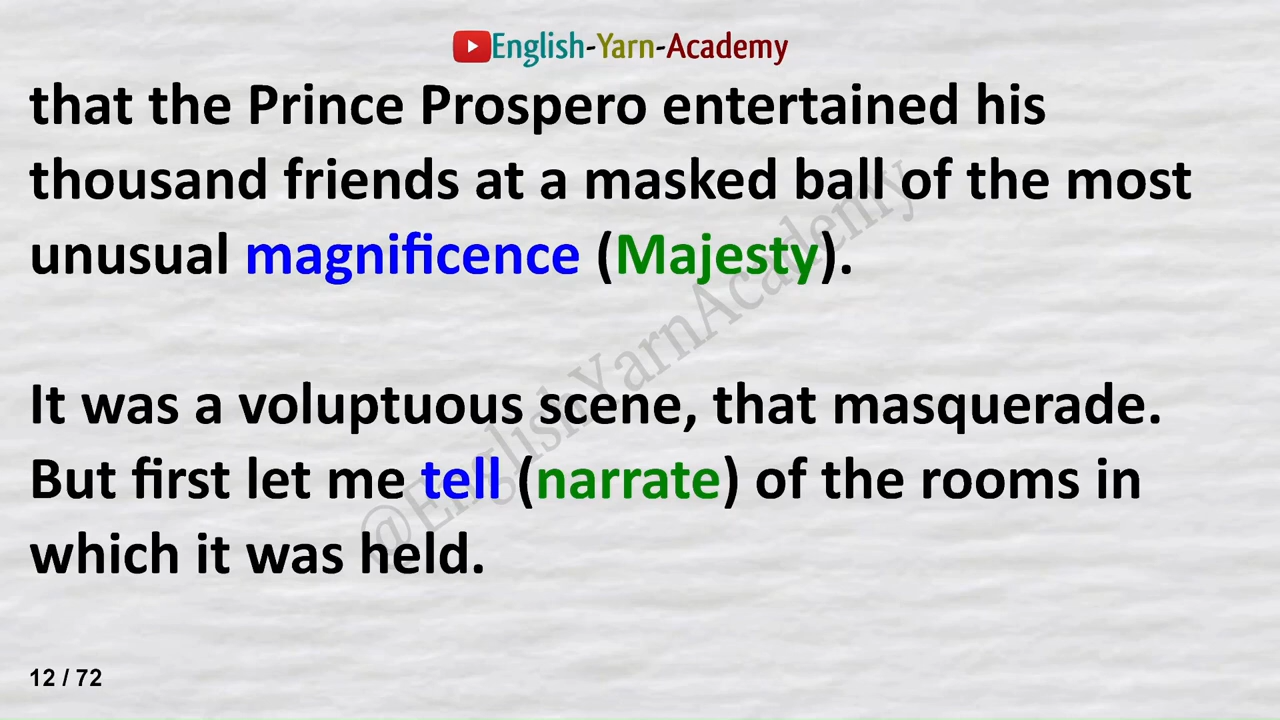 English-Yarn-Academy
that the Prince Prospero entertained his
thousand friends at a masked ball of the most
unusual magnificence (Majesty).
It was a voluptuous scene, that masquerade.
But first let me tell (narrate) of the rooms in
which it was held.
@EnglishYarnAcademy
12 / 72